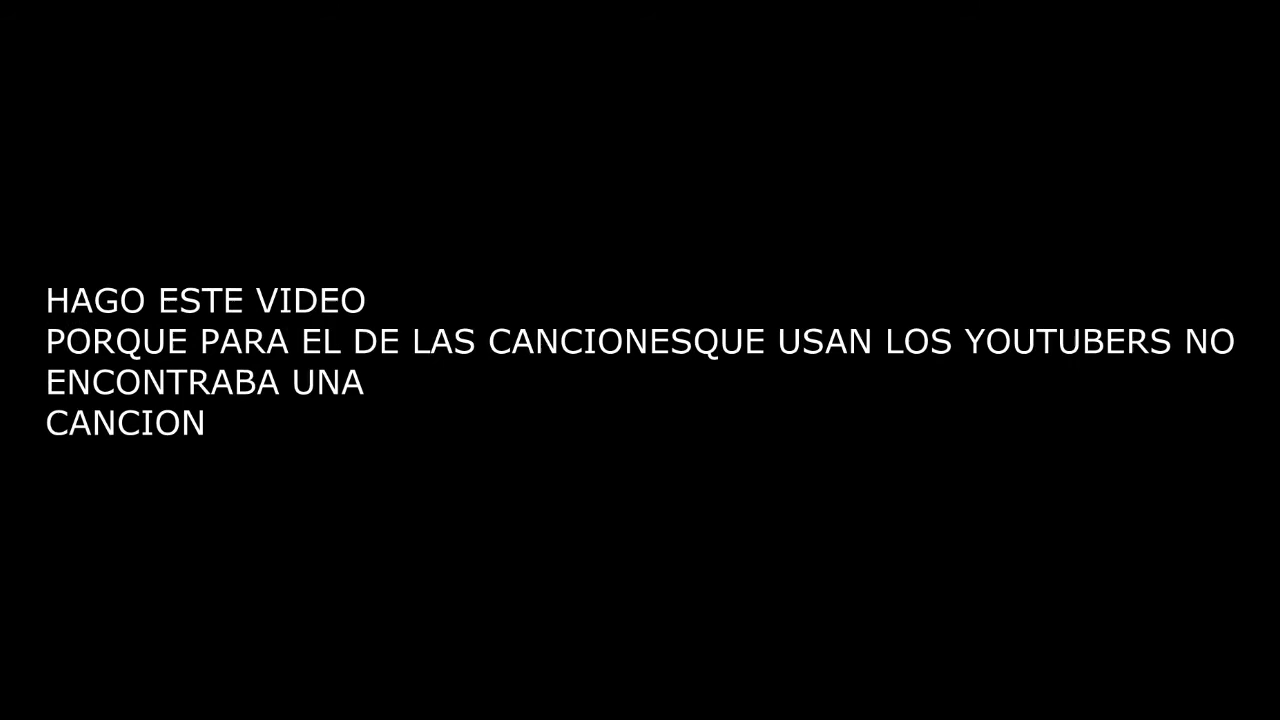 HAGO ESTE VIDEO
PORQUE PARA EL DE LAS CANCIONESQUE USAN LOS YOUTUBERS NO
ENCONTRABA UNA
CANCION